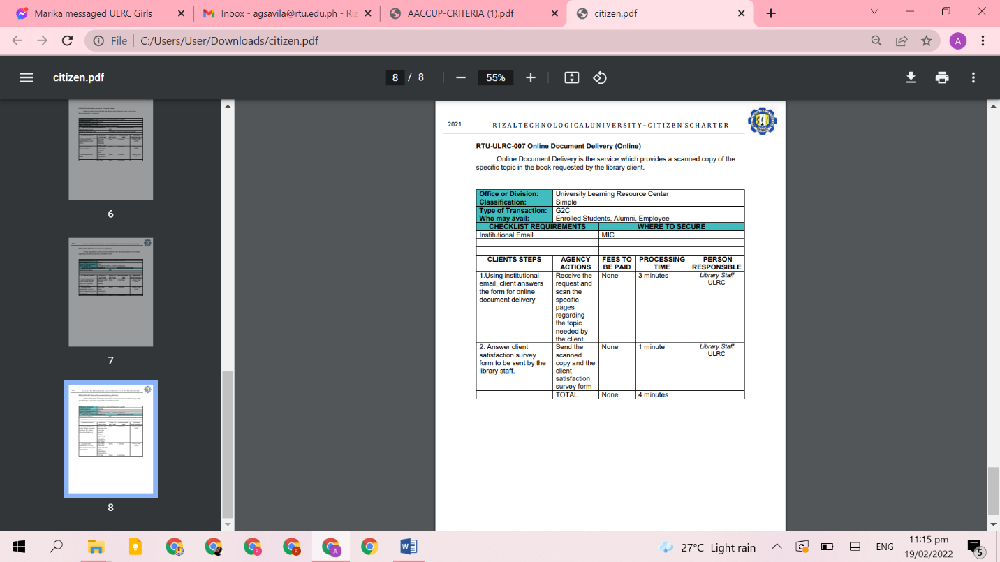 Marika messaged ULRC Girls
Inbox - agsavila@rtu.edu.ph - Riz
AACCUP-CRITERIA (1).pdf
citizen.pdf
File
C:/Users/User/Downloads/citizen.pdf
A
citizen.pdf
8 / 8
55%
6
7
8
2021
RIZALTECHNOLOGICALUNIVERSITY–CITIZEN'SCHARTER
RTU-ULRC-007 Online Document Delivery (Online)
Online Document Delivery is the service which provides a scanned copy of the
specific topic in the book requested by the library client.
Office or Division: University Learning Resource Center
Classification: Simple
Type of Transaction: G2C
Who may avail: Enrolled Students, Alumni, Employee
CHECKLIST REQUIREMENTS WHERE TO SECURE
Institutional Email MIC
CLIENTS STEPS
AGENCY
ACTIONS
FEES TO
BE PAID
PROCESSING
TIME
PERSON
RESPONSIBLE
1.Using institutional
email, client answers
the form for online
document delivery
Receive the
request and
scan the
specific
pages
regarding
the topic
needed by
the client.
None
3 minutes
Library Staff
ULRC
2. Answer client
satisfaction survey
form to be sent by the
library staff.
Send the
scanned
copy and the
client
satisfaction
survey form
None
1 minute
Library Staff
ULRC
TOTAL None 4 minutes
27°C Light rain
ENG
11:15 pm
19/02/2022
5